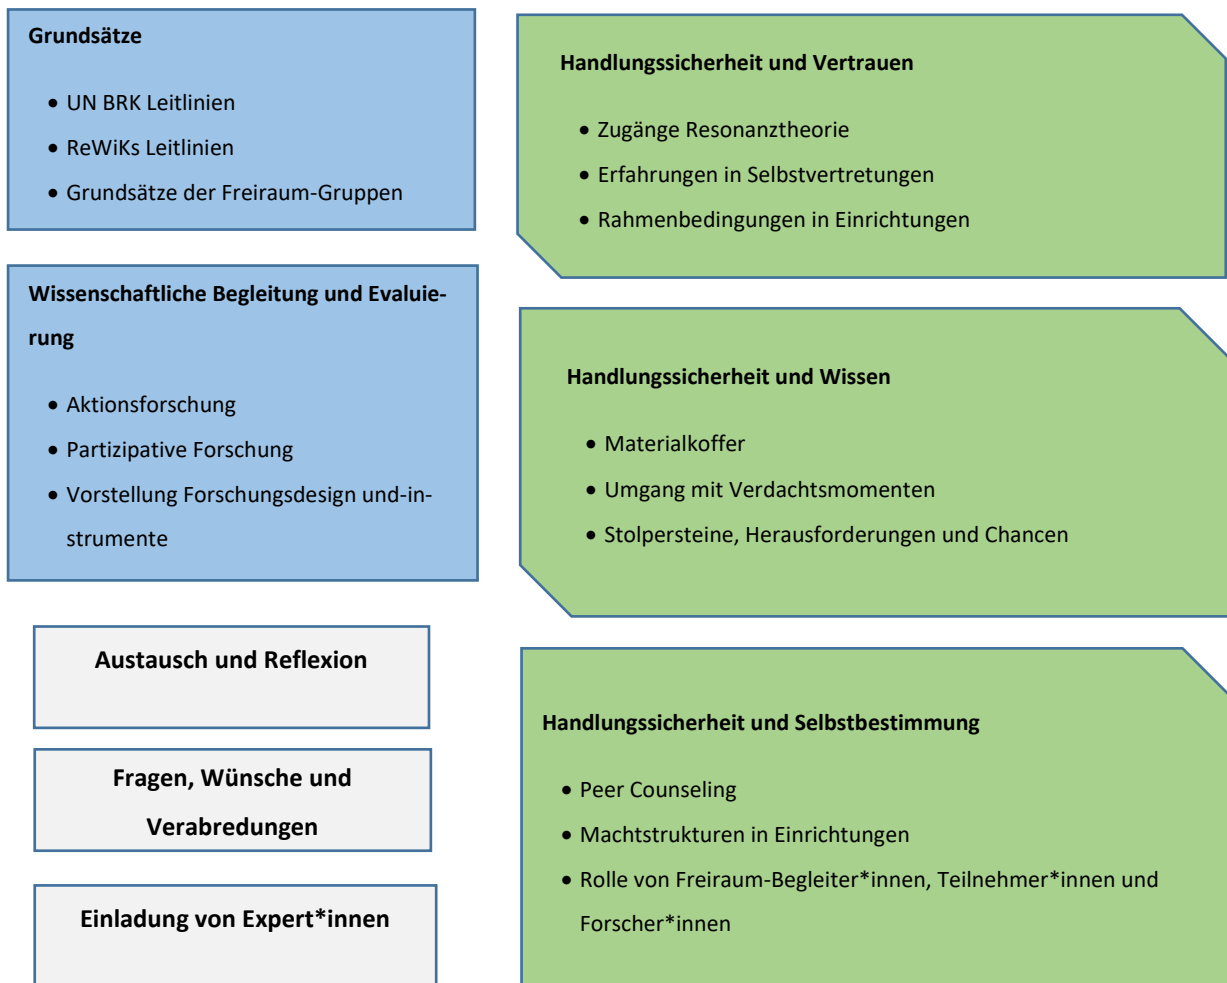 Grundsätze
• UN BRK Leitlinien
• ReWiKs Leitlinien
• Grundsätze der Freiraum-Gruppen
Wissenschaftliche Begleitung und Evaluie-
rung
• Aktionsforschung
• Partizipative Forschung
• Vorstellung Forschungsdesign und-in-
strumente
Austausch und Reflexion
Fragen, Wünsche und
Verabredungen
Einladung von Expert*innen
Handlungssicherheit und Vertrauen
• Zugänge Resonanztheorie
• Erfahrungen in Selbstvertretungen
• Rahmenbedingungen in Einrichtungen
Handlungssicherheit und Wissen
• Materialkoffer
• Umgang mit Verdachtsmomenten
• Stolpersteine, Herausforderungen und Chancen
Handlungssicherheit und Selbstbestimmung
• Peer Counseling
• Machtstrukturen in Einrichtungen
• Rolle von Freiraum-Begleiter*innen, Teilnehmer*innen und
Forscher*innen